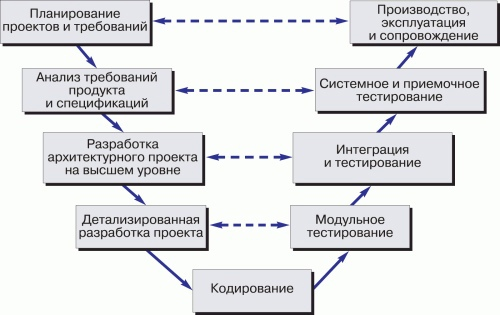 Планирование
проектов и требований
Производство,
эксплуатация
и сопровождение
Анализ требований
продукта
и спецификаций
Системное и приемочное
тестирование
Разработка
архитектурного проекта
на высшем уровне
Интеграция
и тестирование
Детализированная
разработка проекта
Модульное
тестирование
Кодирование